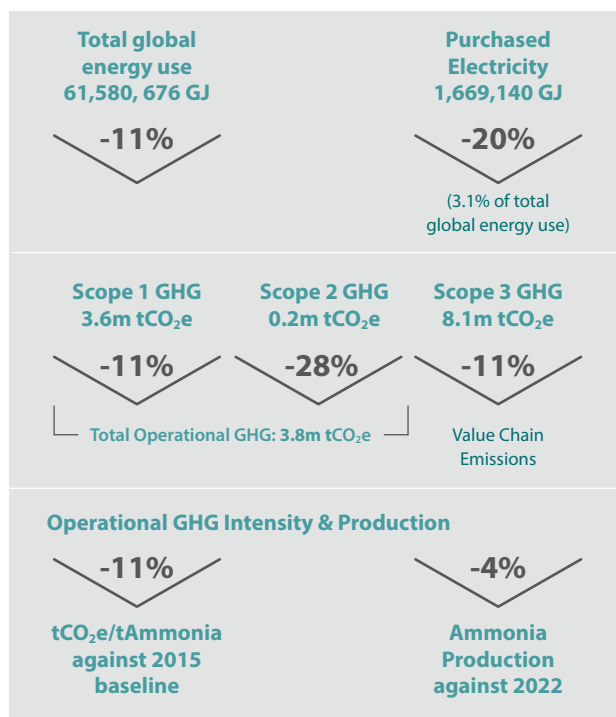 Total global
energy use
61,580, 676 GJ
-11%
Purchased
Electricity
1,669,140 GJ
-20%
(3.1% of total
global energy use)
Scope 1 GHG
3.6m tCO₂e
-11%
Scope 2 GHG
0.2m tCO₂e
-28%
Total Operational GHG: 3.8m tCO₂e
Scope 3 GHG
8.1m tCO₂e
-11%
Value Chain
Emissions
Operational GHG Intensity & Production
-11%
tCO₂e/tAmmonia
against 2015
baseline
-4%
Ammonia
Production
against 2022